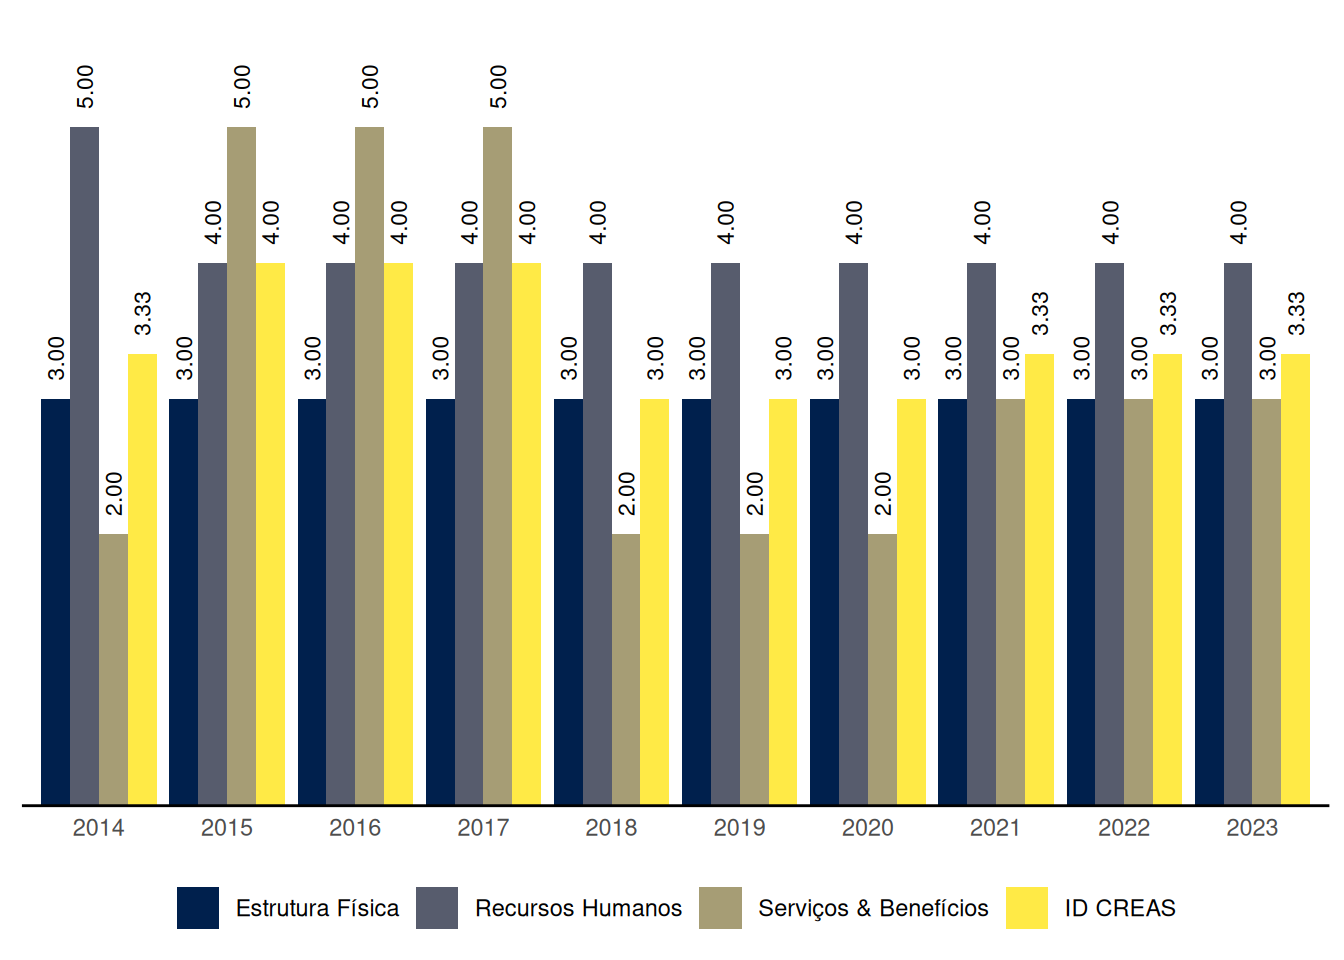 5.00 5.00 5.00 5.00
4.00 4.00 4.00 4.00 4.00 4.00 4.00 4.00 4.00 4.00 4.00 4.00
3.33 3.33 3.33 3.33
3.00 3.00 3.00 3.00 3.00 3.00 3.00 3.00 3.00 3.00 3.00 3.00 3.00 3.00 3.00 3.00
2.00 2.00 2.00 2.00
2014 2015 2016 2017 2018 2019 2020 2021 2022 2023
Estrutura Física Recursos Humanos Serviços & Benefícios ID CREAS